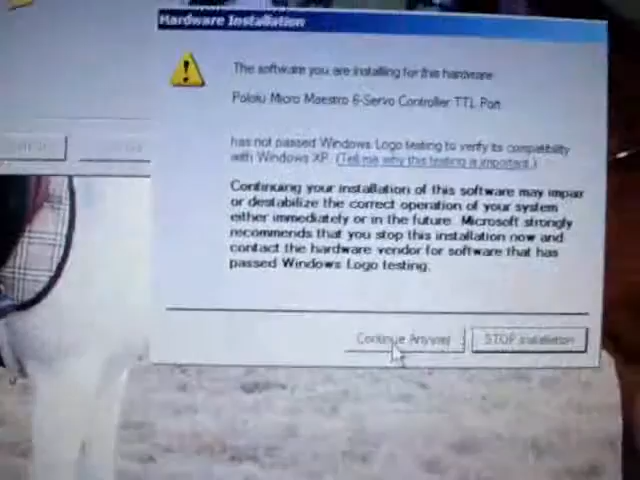 Hardware Installation
The software you are installing for this hardware
Pololu Micro Maestro 6-Servo Controller TTL Port
has not passed Windows Logo testing to verify its compatibility
with Windows XP. (Tell me why this testing is important.)
Continuing your installation of this software may impair
or destabilize the correct operation of your system
either immediately or in the future. Microsoft strongly
recommends that you stop this installation now and
contact the hardware vendor for software that has
passed Windows Logo testing.
Continue Anyway
STOP Installation